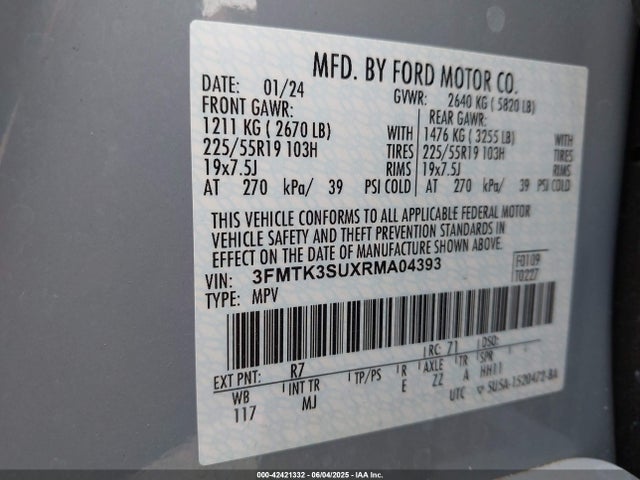 MFD. BY FORD MOTOR CO.
DATE: 01/24 GVWR: 2640 KG ( 5820 LB)
FRONT GAWR: REAR GAWR:
1211 KG ( 2670 LB) WITH 1476 KG ( 3255 LB) WITH
225/55R19 103H TIRES 225/55R19 103H TIRES
19x7.5J RIMS 19x7.5J RIMS
AT 270 kPa/ 39 PSI COLD AT 270 kPa/ 39 PSI COLD
THIS VEHICLE CONFORMS TO ALL APPLICABLE FEDERAL MOTOR
VEHICLE SAFETY AND THEFT PREVENTION STANDARDS IN
EFFECT ON THE DATE OF MANUFACTURE SHOWN ABOVE.
VIN: 3FMTK3SUXRMA04393 F0109
TYPE: MPV T0227
EXT PNT: R7 RC: 71 DSO:
WB INT TR TP/PS R AXLE TR SPR
117 MJ E ZZ A HH11
UTC SU5A-1520472-BA
000-42421332 - 06/04/2025 - IAA Inc.